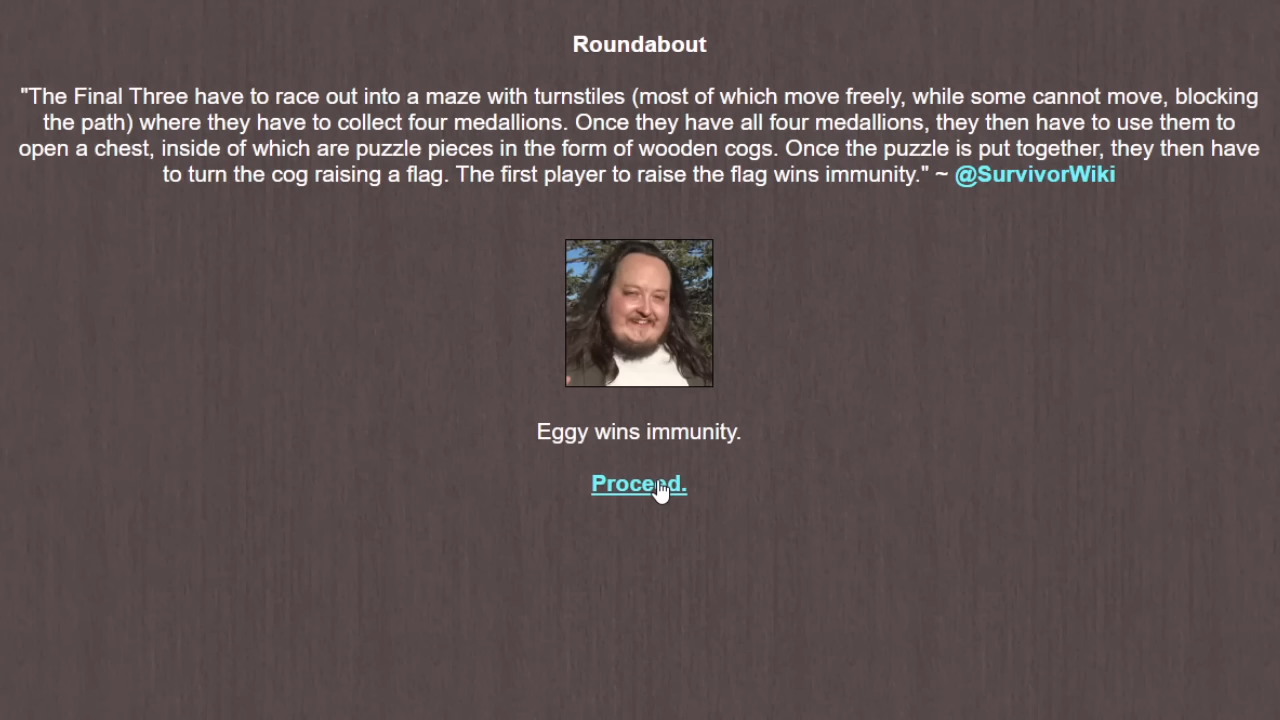 Roundabout
"The Final Three have to race out into a maze with turnstiles (most of which move freely, while some cannot move, blocking
the path) where they have to collect four medallions. Once they have all four medallions, they then have to use them to
open a chest, inside of which are puzzle pieces in the form of wooden cogs. Once the puzzle is put together, they then have
to turn the cog raising a flag. The first player to raise the flag wins immunity." ~ @SurvivorWiki
Eggy wins immunity.
Proceed.